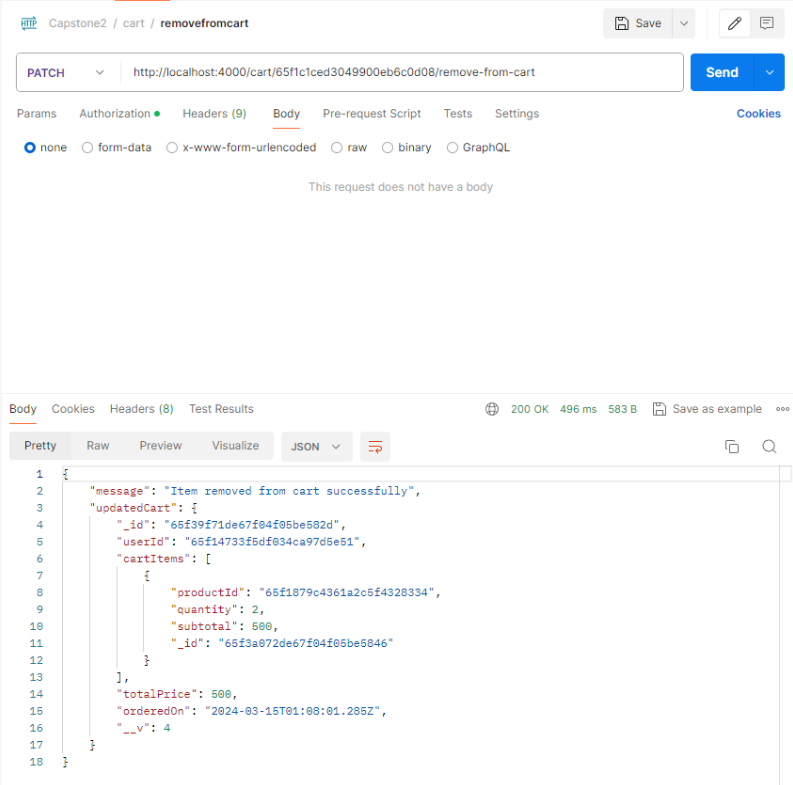 HTTP Capstone2 / cart / removefromcart Save
PATCH http://localhost:4000/cart/65f1c1ced3049900eb6c0d08/remove-from-cart Send
Params Authorization Headers (9) Body Pre-request Script Tests Settings Cookies
none form-data x-www-form-urlencoded raw binary GraphQL
This request does not have a body
Body Cookies Headers (8) Test Results 200 OK 496 ms 583 B Save as example
Pretty Raw Preview Visualize JSON
1 {
2 "message": "Item removed from cart successfully",
3 "updatedCart": {
4 "_id": "65f39f71de67f04f05be582d",
5 "userId": "65f14733f5df034ca97d5e51",
6 "cartItems": [
7 {
8 "productId": "65f1879c4361a2c5f4328334",
9 "quantity": 2,
10 "subtotal": 500,
11 "_id": "65f3a072de67f04f05be5846"
12 }
13 ],
14 "totalPrice": 500,
15 "orderedOn": "2024-03-15T01:08:01.285Z",
16 "__v": 4
17 }
18 }